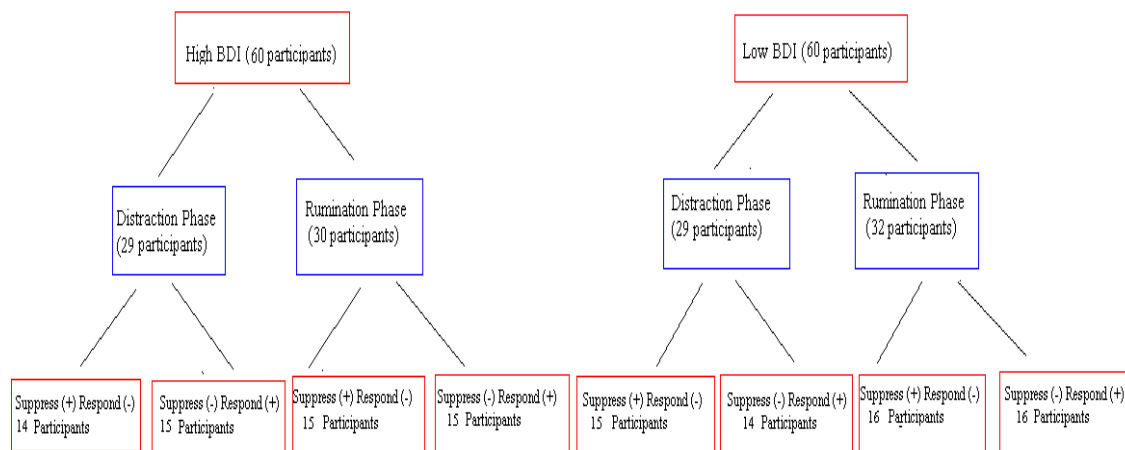 High BDI (60 participants)
Low BDI (60 participants)
Distraction Phase
(29 participants)
Rumination Phase
(30 participants)
Distraction Phase
(29 participants)
Rumination Phase
(32 participants)
Suppress (+) Respond (-)
14 Participants
Suppress (-) Respond (+)
15 Participants
Suppress (+) Respond (-)
15 Participants
Suppress (-) Respond (+)
15 Participants
Suppress (+) Respond (-)
15 Participants
Suppress (-) Respond (+)
14 Participants
Suppress (+) Respond (-)
16 Participants
Suppress (-) Respond (+)
16 Participants